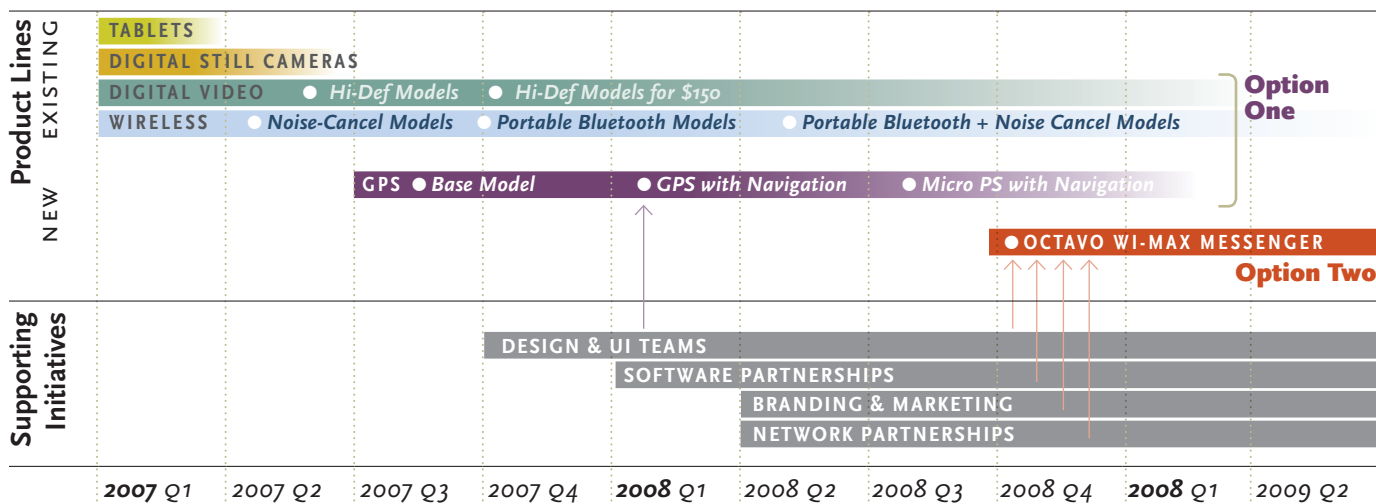 Product Lines
EXISTING
NEW
TABLETS
DIGITAL STILL CAMERAS
DIGITAL VIDEO Hi-Def Models Hi-Def Models for $150
WIRELESS Noise-Cancel Models Portable Bluetooth Models Portable Bluetooth + Noise Cancel Models
Option
One
GPS Base Model GPS with Navigation Micro PS with Navigation
OCTAVO WI-MAX MESSENGER
Option Two
Supporting
Initiatives
DESIGN & UI TEAMS
SOFTWARE PARTNERSHIPS
BRANDING & MARKETING
NETWORK PARTNERSHIPS
2007 Q1 2007 Q2 2007 Q3 2007 Q4 2008 Q1 2008 Q2 2008 Q3 2008 Q4 2008 Q1 2009 Q2